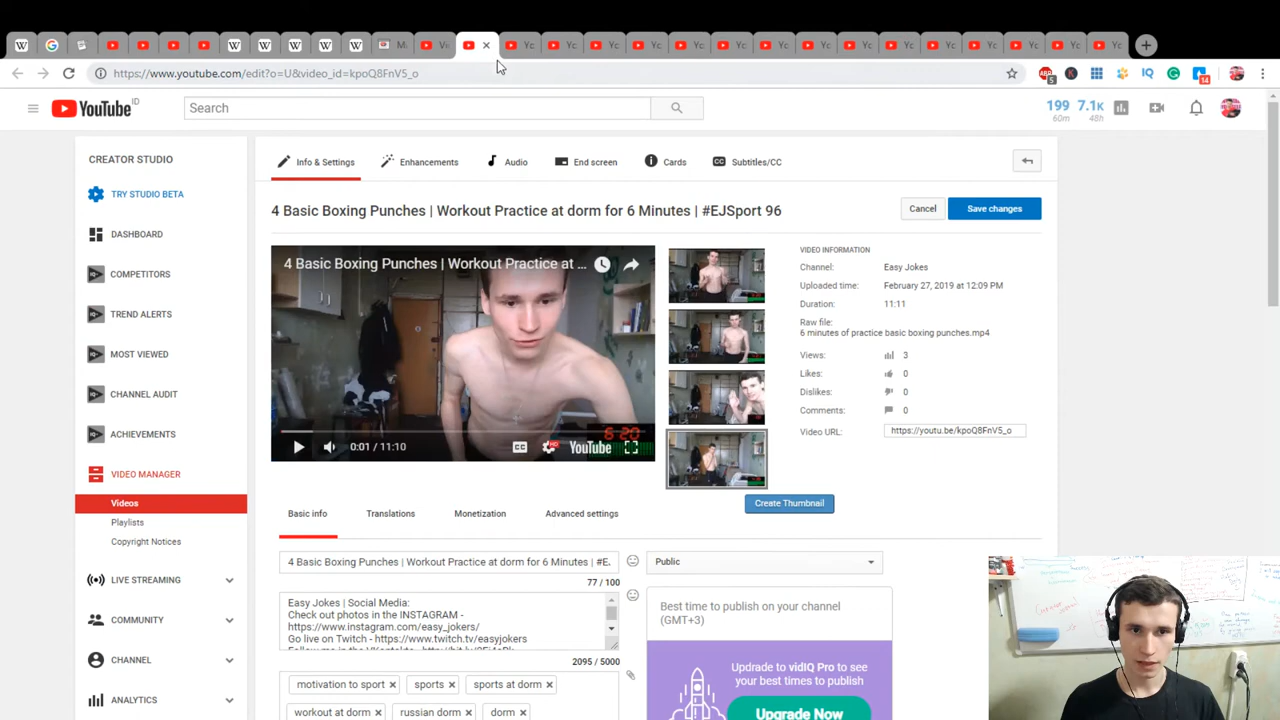 https://www.youtube.com/edit?o=U&video_id=kpoQ8FnV5_o
YouTube ID
Search
199 7.1K
60m 48h
CREATOR STUDIO
TRY STUDIO BETA
DASHBOARD
COMPETITORS
TREND ALERTS
MOST VIEWED
CHANNEL AUDIT
ACHIEVEMENTS
VIDEO MANAGER
Videos
Playlists
Copyright Notices
LIVE STREAMING
COMMUNITY
CHANNEL
ANALYTICS
Info & Settings
Enhancements
Audio
End screen
Cards
Subtitles/CC
4 Basic Boxing Punches | Workout Practice at dorm for 6 Minutes | #EJSport 96
Cancel
Save changes
4 Basic Boxing Punches | Workout Practice at ...
6:20
0:01 / 11:10
CC
HD
YouTube
Create Thumbnail
VIDEO INFORMATION
Channel: Easy Jokes
Uploaded time: February 27, 2019 at 12:09 PM
Duration: 11:11
Raw file:
6 minutes of practice basic boxing punches.mp4
Views: 3
Likes: 0
Dislikes: 0
Comments: 0
Video URL: https://youtu.be/kpoQ8FnV5_o
Basic info
Translations
Monetization
Advanced settings
4 Basic Boxing Punches | Workout Practice at dorm for 6 Minutes | #E.
77 / 100
Public
Easy Jokes | Social Media:
Check out photos in the INSTAGRAM -
https://www.instagram.com/easy_jokers/
Go live on Twitch - https://www.twitch.tv/easyjokers
2095 / 5000
Best time to publish on your channel
(GMT+3)
Upgrade to vidIQ Pro to see
your best times to publish
Upgrade Now
motivation to sport × sports × sports at dorm ×
workout at dorm × russian dorm × dorm ×